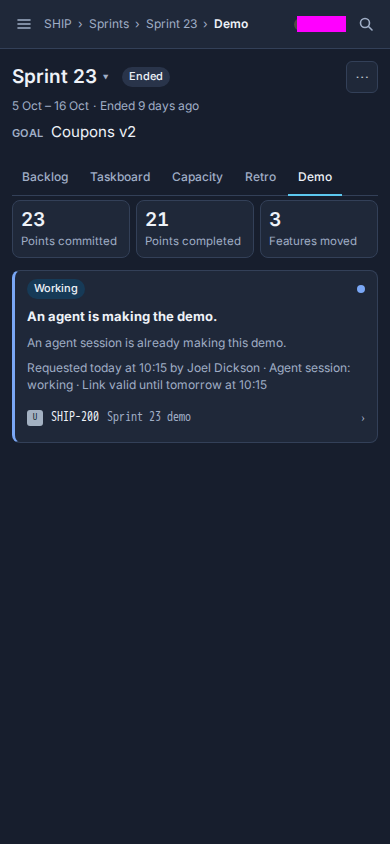 SHIP › Sprints › Sprint 23 › Demo
Sprint 23 ▾ Ended
...
5 Oct – 16 Oct · Ended 9 days ago
GOAL Coupons v2
Backlog Taskboard Capacity Retro Demo
23 21 3
Points committed Points completed Features moved
Working
An agent is making the demo.
An agent session is already making this demo.
Requested today at 10:15 by Joel Dickson · Agent session:
working · Link valid until tomorrow at 10:15
U SHIP-200 Sprint 23 demo ›